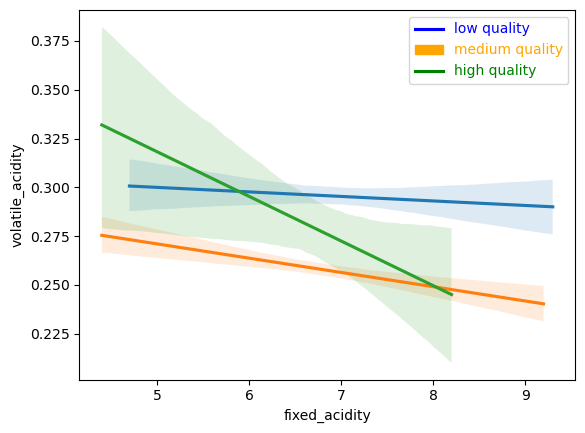 low quality
medium quality
high quality
0.375
0.350
0.325
0.300
0.275
0.250
0.225
volatile_acidity
5 6 7 8 9
fixed_acidity